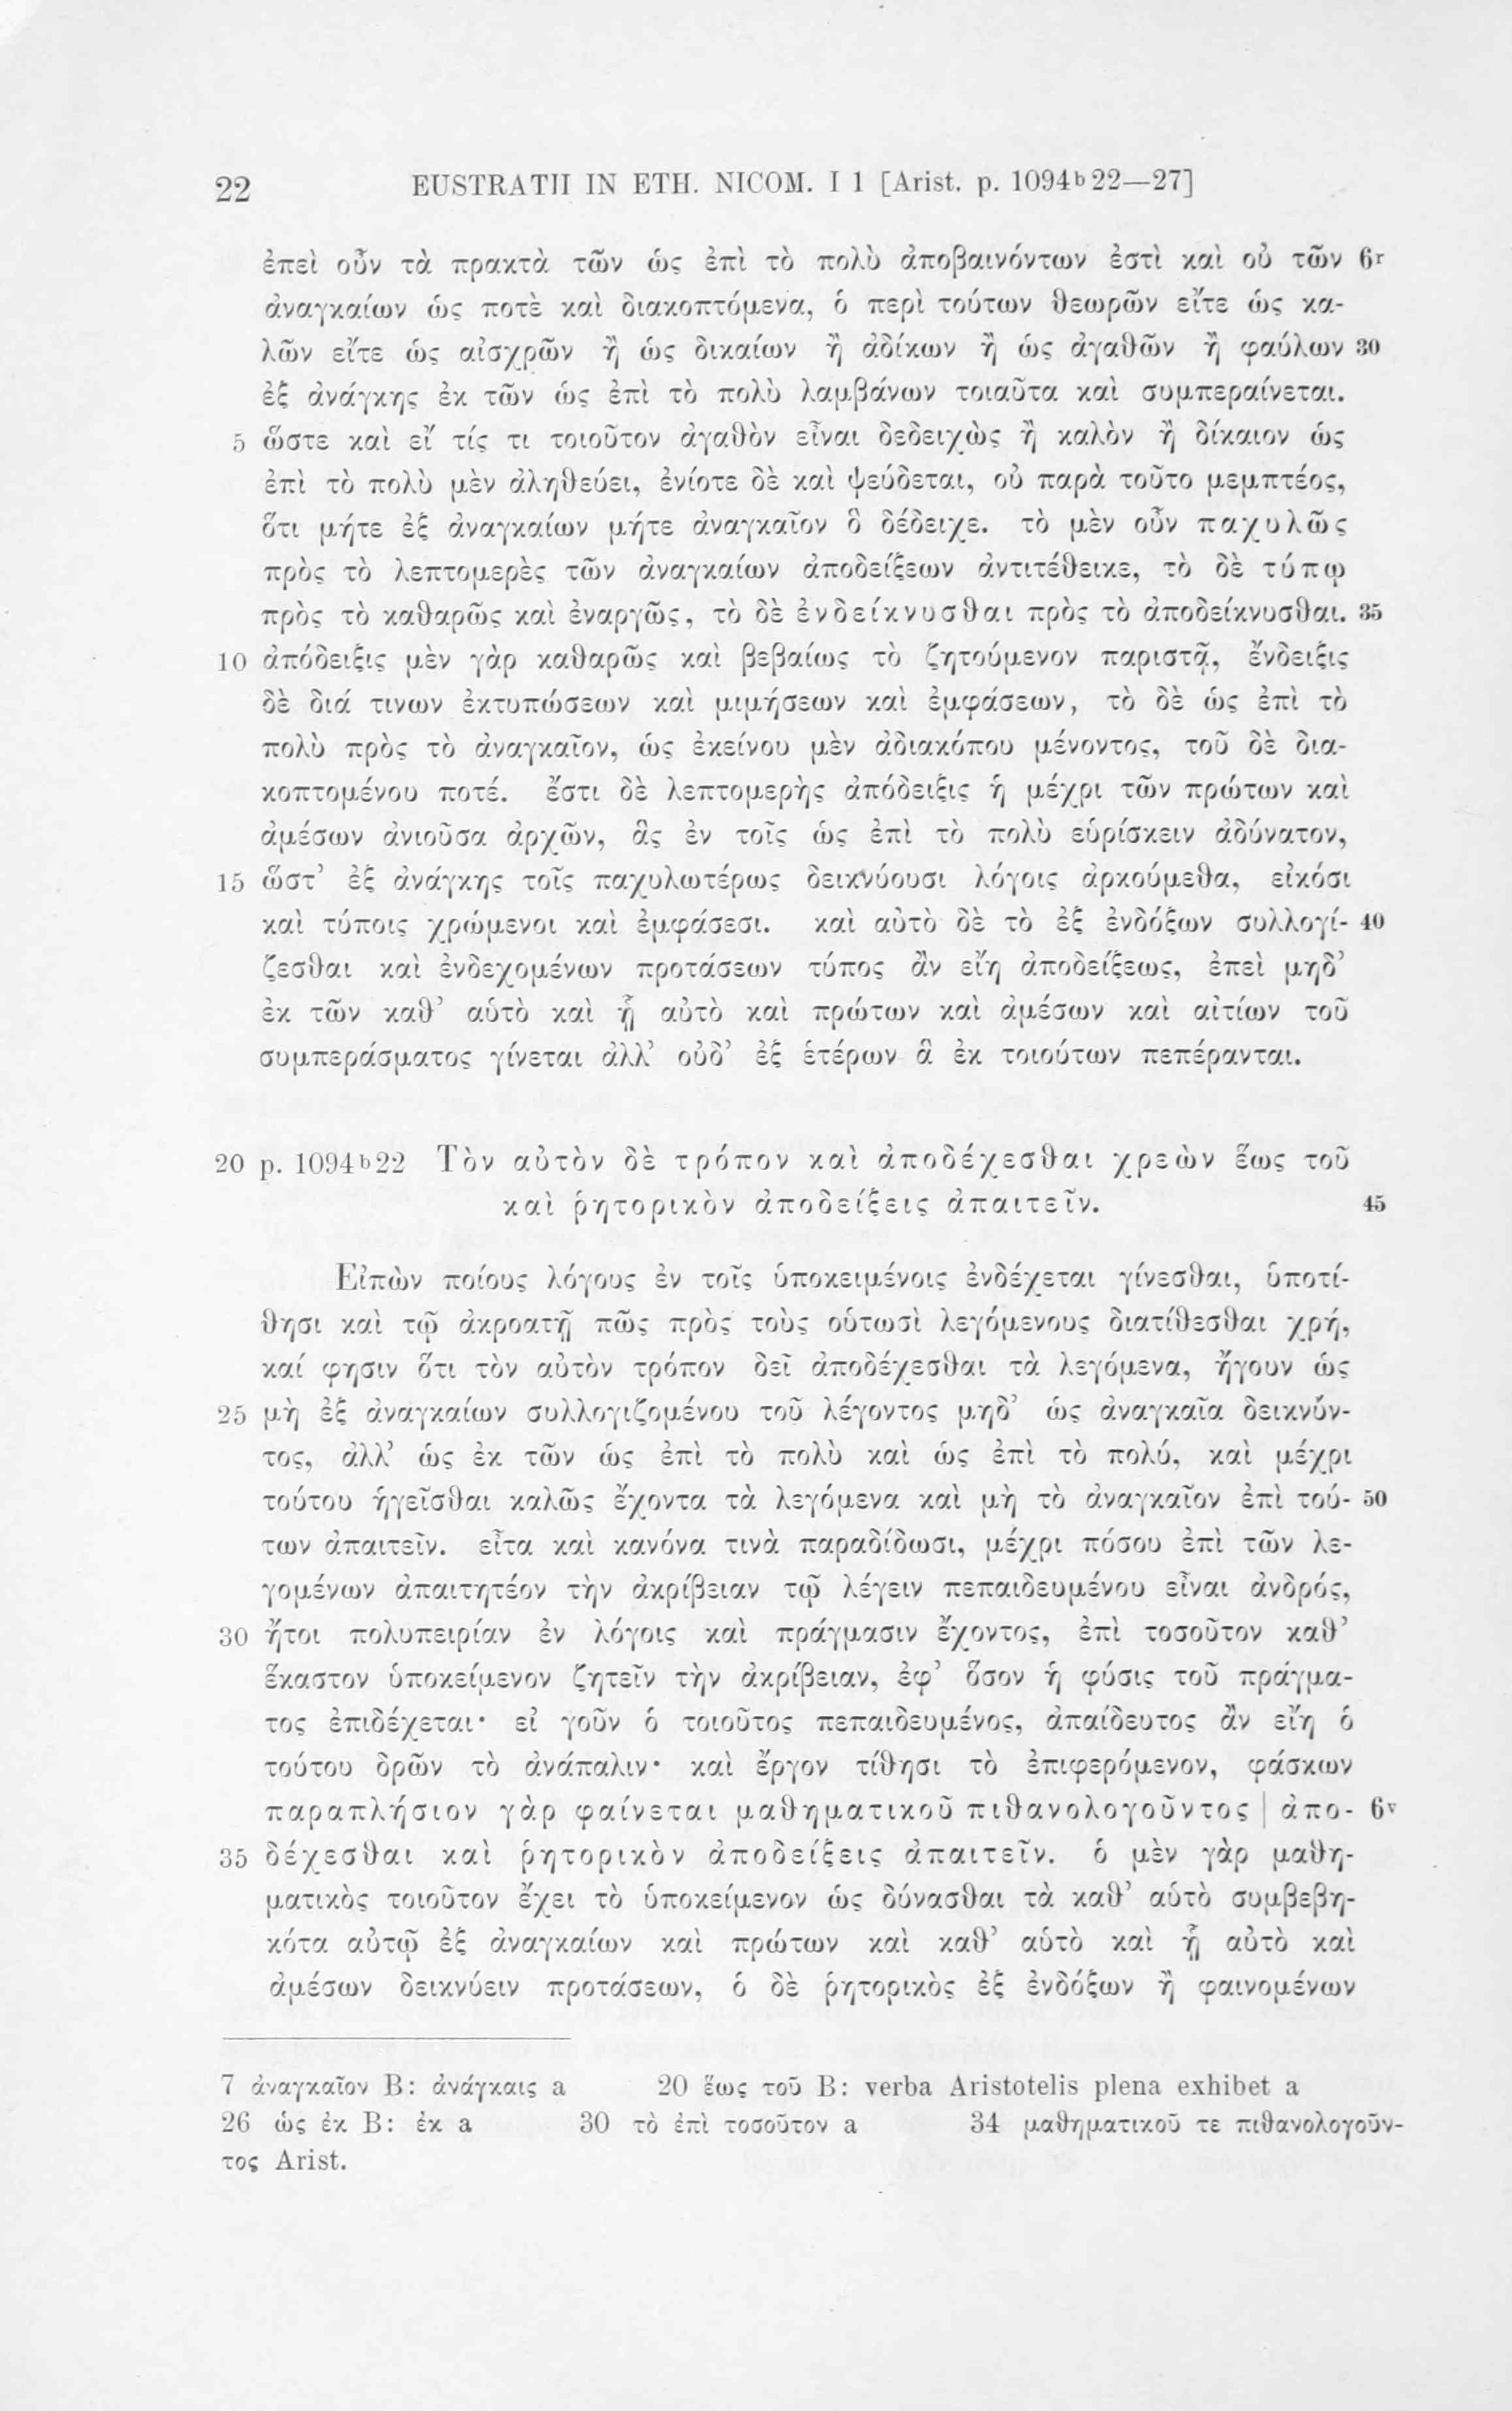 22 EUSTRATII IN ETH. NICOM. I 1 [Arist. p. 1094ᵇ22—27]
ἐπεὶ οὖν τὰ πρακτὰ τῶν ὡς ἐπὶ τὸ πολὺ ἀποβαινόντων ἐστὶ καὶ οὐ τῶν 6ʳ
ἀναγκαίων ὡς ποτὲ καὶ διακοπτόμενα, ὁ περὶ τούτων θεωρῶν εἴτε ὡς κα-
λῶν εἴτε ὡς αἰσχρῶν ἢ ὡς δικαίων ἢ ἀδίκων ἢ ὡς ἀγαθῶν ἢ φαύλων 30
ἐξ ἀνάγκης ἐκ τῶν ὡς ἐπὶ τὸ πολὺ λαμβάνων τοιαῦτα καὶ συμπεραίνεται.
5 ὥστε καὶ εἴ τίς τι τοιοῦτον ἀγαθὸν εἶναι δεδειχὼς ἢ καλὸν ἢ δίκαιον ὡς
ἐπὶ τὸ πολὺ μὲν ἀληθεύει, ἐνίοτε δὲ καὶ ψεύδεται, οὐ παρὰ τοῦτο μεμπτέος,
ὅτι μήτε ἐξ ἀναγκαίων μήτε ἀναγκαῖον ὃ δέδειχε. τὸ μὲν οὖν παχυλῶς
πρὸς τὸ λεπτομερὲς τῶν ἀναγκαίων ἀποδείξεων ἀντιτέθεικε, τὸ δὲ τύπῳ
πρὸς τὸ καθαρῶς καὶ ἐναργῶς, τὸ δὲ ἐνδείκνυσθαι πρὸς τὸ ἀποδείκνυσθαι. 35
10 ἀπόδειξις μὲν γὰρ καθαρῶς καὶ βεβαίως τὸ ζητούμενον παριστᾷ, ἔνδειξις
δὲ διά τινων ἐκτυπώσεων καὶ μιμήσεων καὶ ἐμφάσεων, τὸ δὲ ὡς ἐπὶ τὸ
πολὺ πρὸς τὸ ἀναγκαῖον, ὡς ἐκείνου μὲν ἀδιακόπου μένοντος, τοῦ δὲ δια-
κοπτομένου ποτέ. ἔστι δὲ λεπτομερὴς ἀπόδειξις ἡ μέχρι τῶν πρώτων καὶ
ἀμέσων ἀνιοῦσα ἀρχῶν, ἃς ἐν τοῖς ὡς ἐπὶ τὸ πολὺ εὑρίσκειν ἀδύνατον,
15 ὥστ᾽ ἐξ ἀνάγκης τοῖς παχυλωτέρως δεικνύουσι λόγοις ἀρκούμεθα, εἰκόσι
καὶ τύποις χρώμενοι καὶ ἐμφάσεσι. καὶ αὐτὸ δὲ τὸ ἐξ ἐνδόξων συλλογί- 40
ζεσθαι καὶ ἐνδεχομένων προτάσεων τύπος ἂν εἴη ἀποδείξεως, ἐπεὶ μηδ᾽
ἐκ τῶν καθ᾽ αὑτὸ καὶ ᾗ αὐτὸ καὶ πρώτων καὶ ἀμέσων καὶ αἰτίων τοῦ
συμπεράσματος γίνεται ἀλλ᾽ οὐδ᾽ ἐξ ἑτέρων ἃ ἐκ τοιούτων πεπέρανται.
20 p. 1094ᵇ22 Τὸν αὐτὸν δὲ τρόπον καὶ ἀποδέχεσθαι χρεὼν ἕως τοῦ
καὶ ῥητορικὸν ἀποδείξεις ἀπαιτεῖν. 45
Εἰπὼν ποίους λόγους ἐν τοῖς ὑποκειμένοις ἐνδέχεται γίνεσθαι, ὑποτί-
θησι καὶ τῷ ἀκροατῇ πῶς πρὸς τοὺς οὑτωσὶ λεγόμενους διατίθεσθαι χρή,
καί φησιν ὅτι τὸν αὐτὸν τρόπον δεῖ ἀποδέχεσθαι τὰ λεγόμενα, ἤγουν ὡς
25 μὴ ἐξ ἀναγκαίων συλλογιζομένου τοῦ λέγοντος μηδ᾽ ὡς ἀναγκαῖα δεικνύν-
τος, ἀλλ᾽ ὡς ἐκ τῶν ὡς ἐπὶ τὸ πολὺ καὶ ὡς ἐπὶ τὸ πολύ, καὶ μέχρι
τούτου ἡγεῖσθαι καλῶς ἔχοντα τὰ λεγόμενα καὶ μὴ τὸ ἀναγκαῖον ἐπὶ τού- 50
των ἀπαιτεῖν. εἶτα καὶ κανόνα τινὰ παραδίδωσι, μέχρι πόσου ἐπὶ τῶν λε-
γομένων ἀπαιτητέον τὴν ἀκρίβειαν τῷ λέγειν πεπαιδευμένου εἶναι ἀνδρός,
30 ἤτοι πολυπειρίαν ἐν λόγοις καὶ πράγμασιν ἔχοντος, ἐπὶ τοσοῦτον καθ᾽
ἕκαστον ὑποκείμενον ζητεῖν τὴν ἀκρίβειαν, ἐφ᾽ ὅσον ἡ φύσις τοῦ πράγμα-
τος ἐπιδέχεται· εἰ γοῦν ὁ τοιοῦτος πεπαιδευμένος, ἀπαίδευτος ἂν εἴη ὁ
τούτου δρῶν τὸ ἀνάπαλιν· καὶ ἔργον τίθησι τὸ ἐπιφερόμενον, φάσκων
παραπλήσιον γὰρ φαίνεται μαθηματικοῦ πιθανολογοῦντος | ἀπο- 6ᵛ
35 δέχεσθαι καὶ ῥητορικὸν ἀποδείξεις ἀπαιτεῖν. ὁ μὲν γὰρ μαθη-
ματικὸς τοιοῦτον ἔχει τὸ ὑποκείμενον ὡς δύνασθαι τὰ καθ᾽ αὑτὸ συμβεβη-
κότα αὐτῷ ἐξ ἀναγκαίων καὶ πρώτων καὶ καθ᾽ αὑτὸ καὶ ᾗ αὐτὸ καὶ
ἀμέσων δεικνύειν προτάσεων, ὁ δὲ ῥητορικὸς ἐξ ἐνδόξων ἢ φαινομένων
7 ἀναγκαῖον B: ἀνάγκαις a 20 ἕως τοῦ B: verba Aristotelis plena exhibet a
26 ὡς ἐκ B: ἐκ a 30 τὸ ἐπὶ τοσοῦτον a 34 μαθηματικοῦ τε πιθανολογοῦν-
τος Arist.